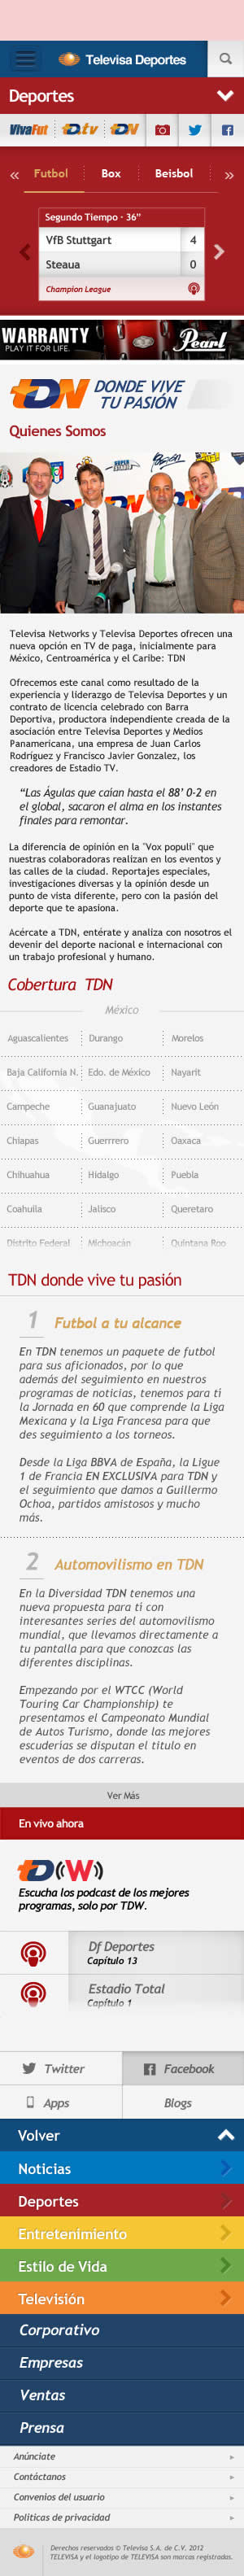 Televisa Deportes
Deportes
VivaFut tD.tv tDN
« Futbol Box Beisbol »
Segundo Tiempo - 36”
VfB Stuttgart 4
Steaua 0
Champion League
WARRANTY
PLAY IT FOR LIFE.
Pearl
tDN DONDE VIVE
TU PASIÓN
Quienes Somos
Televisa Networks y Televisa Deportes ofrecen una
nueva opción en TV de paga, inicialmente para
México, Centroamérica y el Caribe: TDN
Ofrecemos este canal como resultado de la
experiencia y liderazgo de Televisa Deportes y un
contrato de licencia celebrado con Barra
Deportiva, productora independiente creada de la
asociación entre Televisa Deportes y Medios
Panamericana, una empresa de Juan Carlos
Rodríguez y Francisco Javier Gonzalez, los
creadores de Estadio TV.
“Las Águlas que caían hasta el 88’ 0-2 en
el global, sacaron el alma en los instantes
finales para remontar.
La diferencia de opinión en la "Vox populi" que
nuestros colaboradores realizan en los eventos y
las calles de la ciudad. Reportajes especiales,
investigaciones diversas y la opinión desde un
punto de vista diferente, pero con la pasión del
deporte que te apasiona.
Acércate a TDN, entérate y analiza con nosotros el
devenir del deporte nacional e internacional con
un trabajo profesional y humano.
Cobertura TDN
México
Aguascalientes Durango Morelos
Baja California N. Edo. de México Nayarit
Campeche Guanajuato Nuevo León
Chiapas Guerrrero Oaxaca
Chihuahua Hidalgo Puebla
Coahuila Jalisco Queretaro
Distrito Federal Michoacán Quintana Roo
TDN donde vive tu pasión
1 Futbol a tu alcance
En TDN tenemos un paquete de futbol
para sus aficionados, por lo que
además del seguimiento en nuestros
programas de noticias, tenemos para ti
la Jornada en 60 que comprende la Liga
Mexicana y la Liga Francesa para que
des seguimiento a los torneos.
Desde la Liga BBVA de España, la Ligue
1 de Francia EN EXCLUSIVA para TDN y
el seguimiento que damos a Guillermo
Ochoa, partidos amistosos y mucho
más.
2 Automovilismo en TDN
En la Diversidad TDN tenemos una
nueva propuesta para ti con
interesantes series del automovilismo
mundial, que llevamos directamente a
tu pantalla para que conozcas las
diferentes disciplinas.
Empezando por el WTCC (World
Touring Car Championship) te
presentamos el Campeonato Mundial
de Autos Turismo, donde las mejores
escuderías se disputan el titulo en
eventos de dos carreras.
Ver Más
En vivo ahora
tD((W))
Escucha los podcast de los mejores
programas, solo por TDW.
Df Deportes
Capítulo 13
Estadio Total
Capítulo 1
Twitter Facebook
Apps Blogs
Volver
Noticias
Deportes
Entretenimiento
Estilo de Vida
Televisión
Corporativo
Empresas
Ventas
Prensa
Anúnciate
Contáctanos
Convenios del usuario
Políticas de privacidad
Derechos reservados © Televisa S.A. de C.V. 2012
TELEVISA y el logotipo de TELEVISA son marcas registradas.